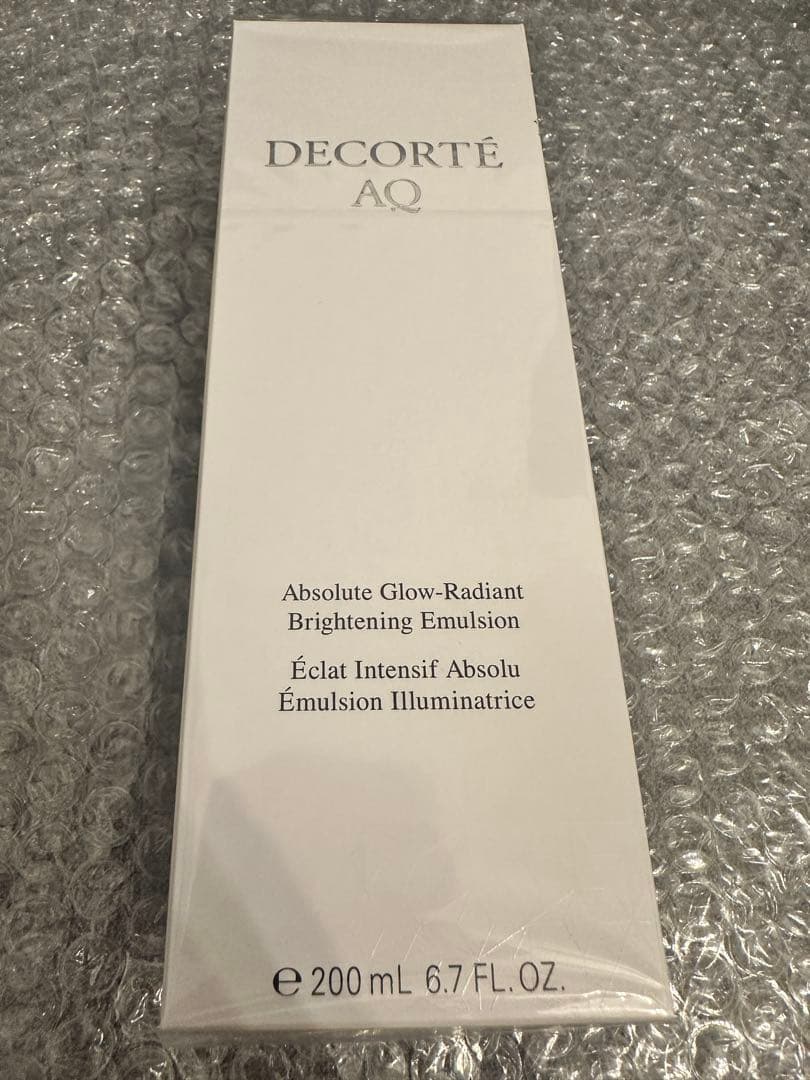 DECORTÉ
AQ
Absolute Glow-Radiant
Brightening Emulsion
Éclat Intensif Absolu
Émulsion Illuminatrice
℮ 200 mL 6.7 FL. OZ.